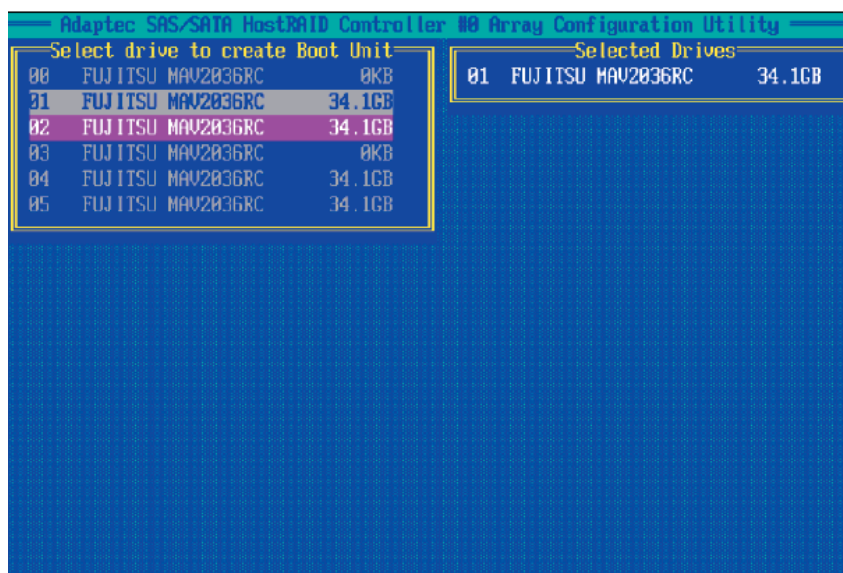 Adaptec SAS/SATA HostRAID Controller #0 Array Configuration Utility
Select drive to create Boot Unit
00 FUJITSU MAV2036RC 0KB
01 FUJITSU MAV2036RC 34.1GB
02 FUJITSU MAV2036RC 34.1GB
03 FUJITSU MAV2036RC 0KB
04 FUJITSU MAV2036RC 34.1GB
05 FUJITSU MAV2036RC 34.1GB
Selected Drives
01 FUJITSU MAV2036RC 34.1GB